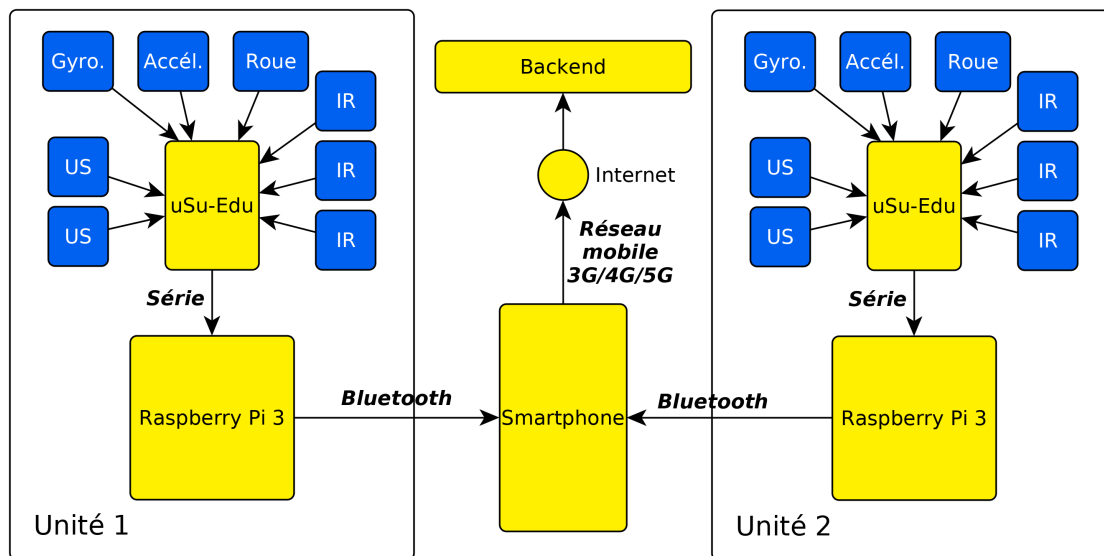 Gyro.
Accél.
Roue
IR
US
IR
uSu-Edu
US
IR
Série
Raspberry Pi 3
Bluetooth
Unité 1
Backend
Internet
Réseau
mobile
3G/4G/5G
Smartphone
Gyro.
Accél.
Roue
IR
US
IR
uSu-Edu
US
IR
Série
Bluetooth
Raspberry Pi 3
Unité 2